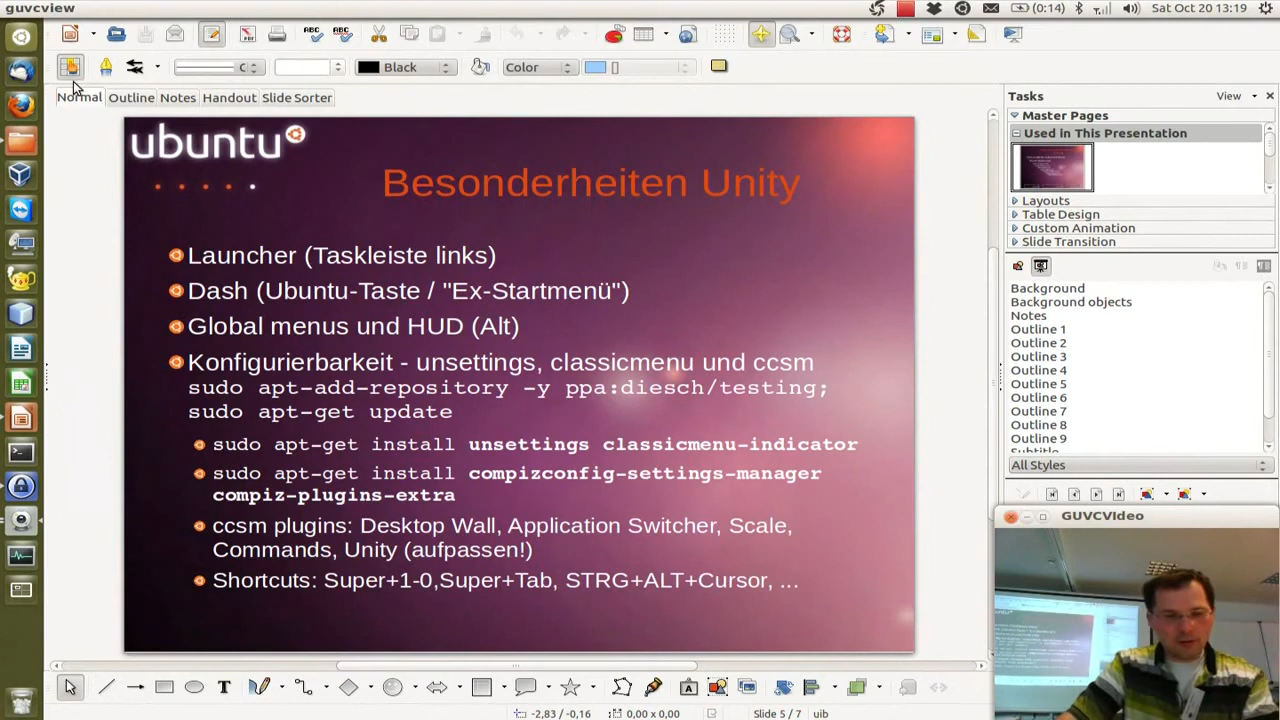 guvcview
(0:14)
Sat Oct 20 13:19
Black
Color
Normal
Outline
Notes
Handout
Slide Sorter
ubuntu
Besonderheiten Unity
Launcher (Taskleiste links)
Dash (Ubuntu-Taste / "Ex-Startmenü")
Global menus und HUD (Alt)
Konfigurierbarkeit - unsettings, classicmenu und ccsm
sudo apt-add-repository -y ppa:diesch/testing;
sudo apt-get update
sudo apt-get install unsettings classicmenu-indicator
sudo apt-get install compizconfig-settings-manager
compiz-plugins-extra
ccsm plugins: Desktop Wall, Application Switcher, Scale,
Commands, Unity (aufpassen!)
Shortcuts: Super+1-0,Super+Tab, STRG+ALT+Cursor, ...
Tasks
View
Master Pages
Used in This Presentation
Layouts
Table Design
Custom Animation
Slide Transition
Background
Background objects
Notes
Outline 1
Outline 2
Outline 3
Outline 4
Outline 5
Outline 6
Outline 7
Outline 8
Outline 9
All Styles
GUVCVideo
-2,83 / -0,16
0,00 x 0,00
Slide 5 / 7
uib